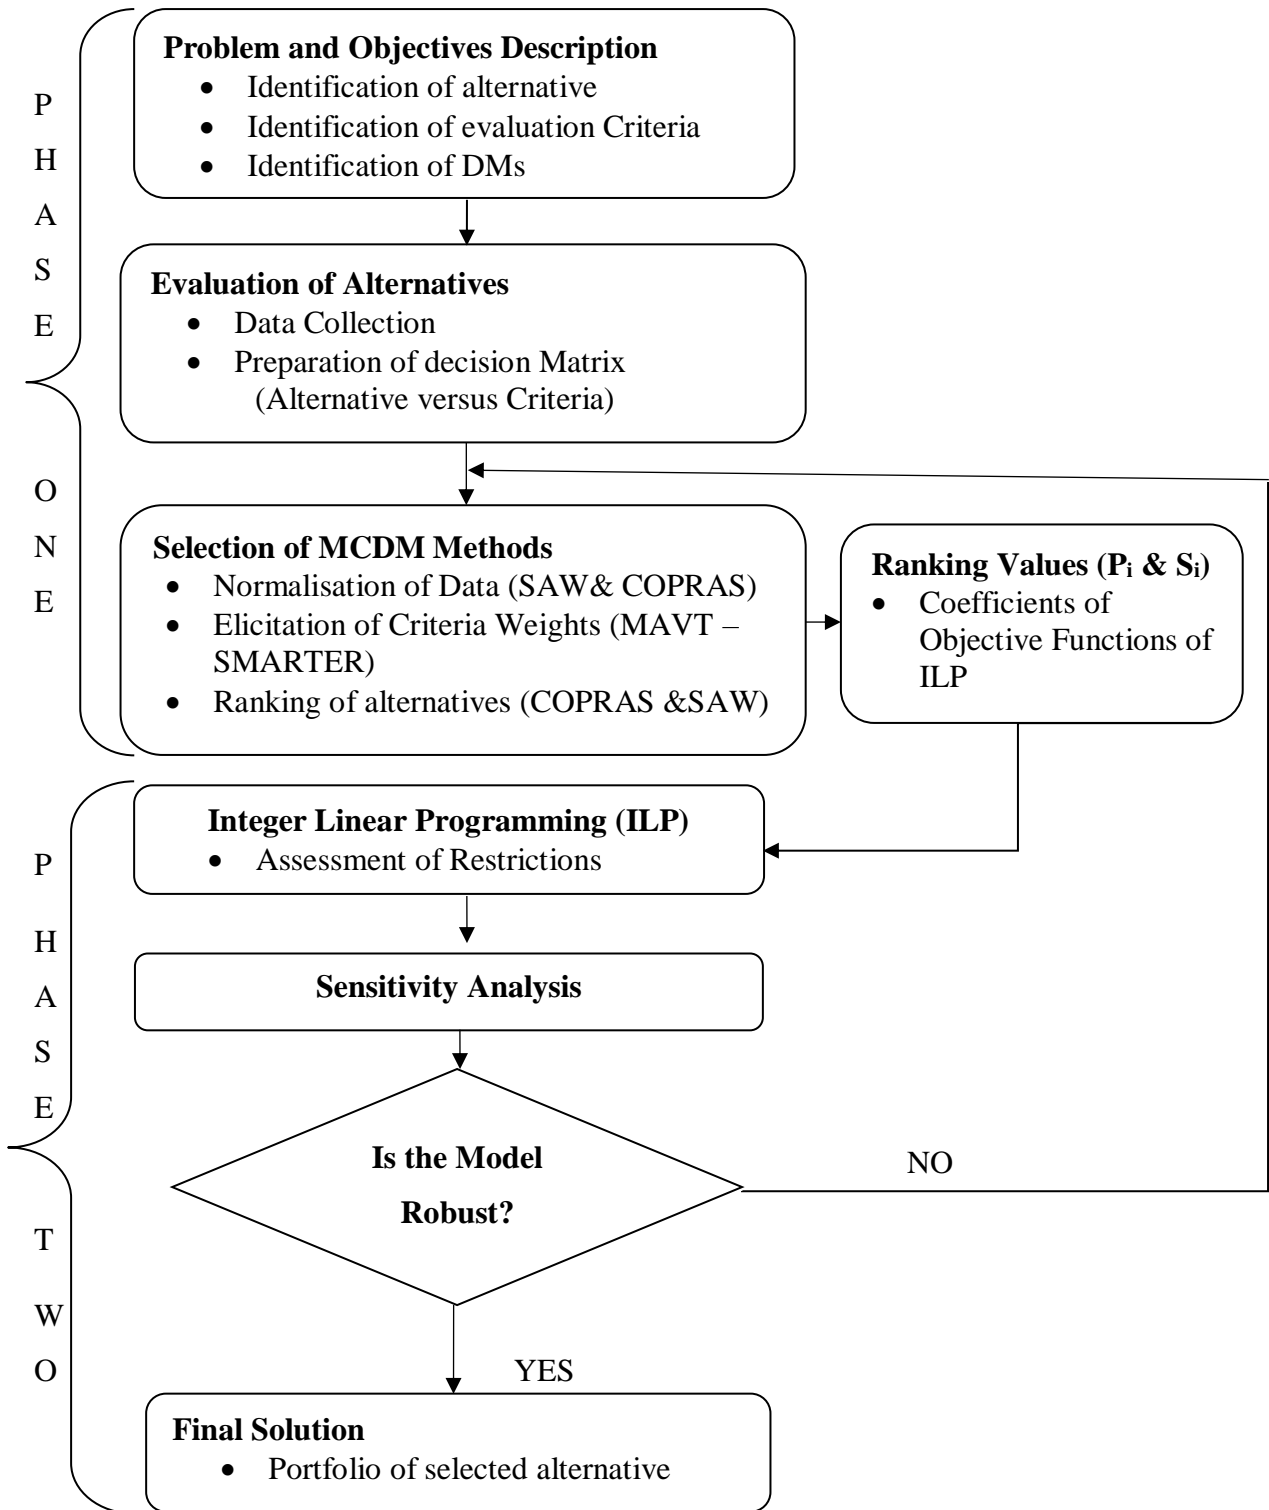 PHASE ONE
Problem and Objectives Description
• Identification of alternative
• Identification of evaluation Criteria
• Identification of DMs
Evaluation of Alternatives
• Data Collection
• Preparation of decision Matrix
(Alternative versus Criteria)
Selection of MCDM Methods
• Normalisation of Data (SAW& COPRAS)
• Elicitation of Criteria Weights (MAVT –
SMARTER)
• Ranking of alternatives (COPRAS &SAW)
Ranking Values (Pᵢ & Sᵢ)
• Coefficients of
Objective Functions of
ILP
PHASE TWO
Integer Linear Programming (ILP)
• Assessment of Restrictions
Sensitivity Analysis
Is the Model
Robust?
NO
YES
Final Solution
• Portfolio of selected alternative